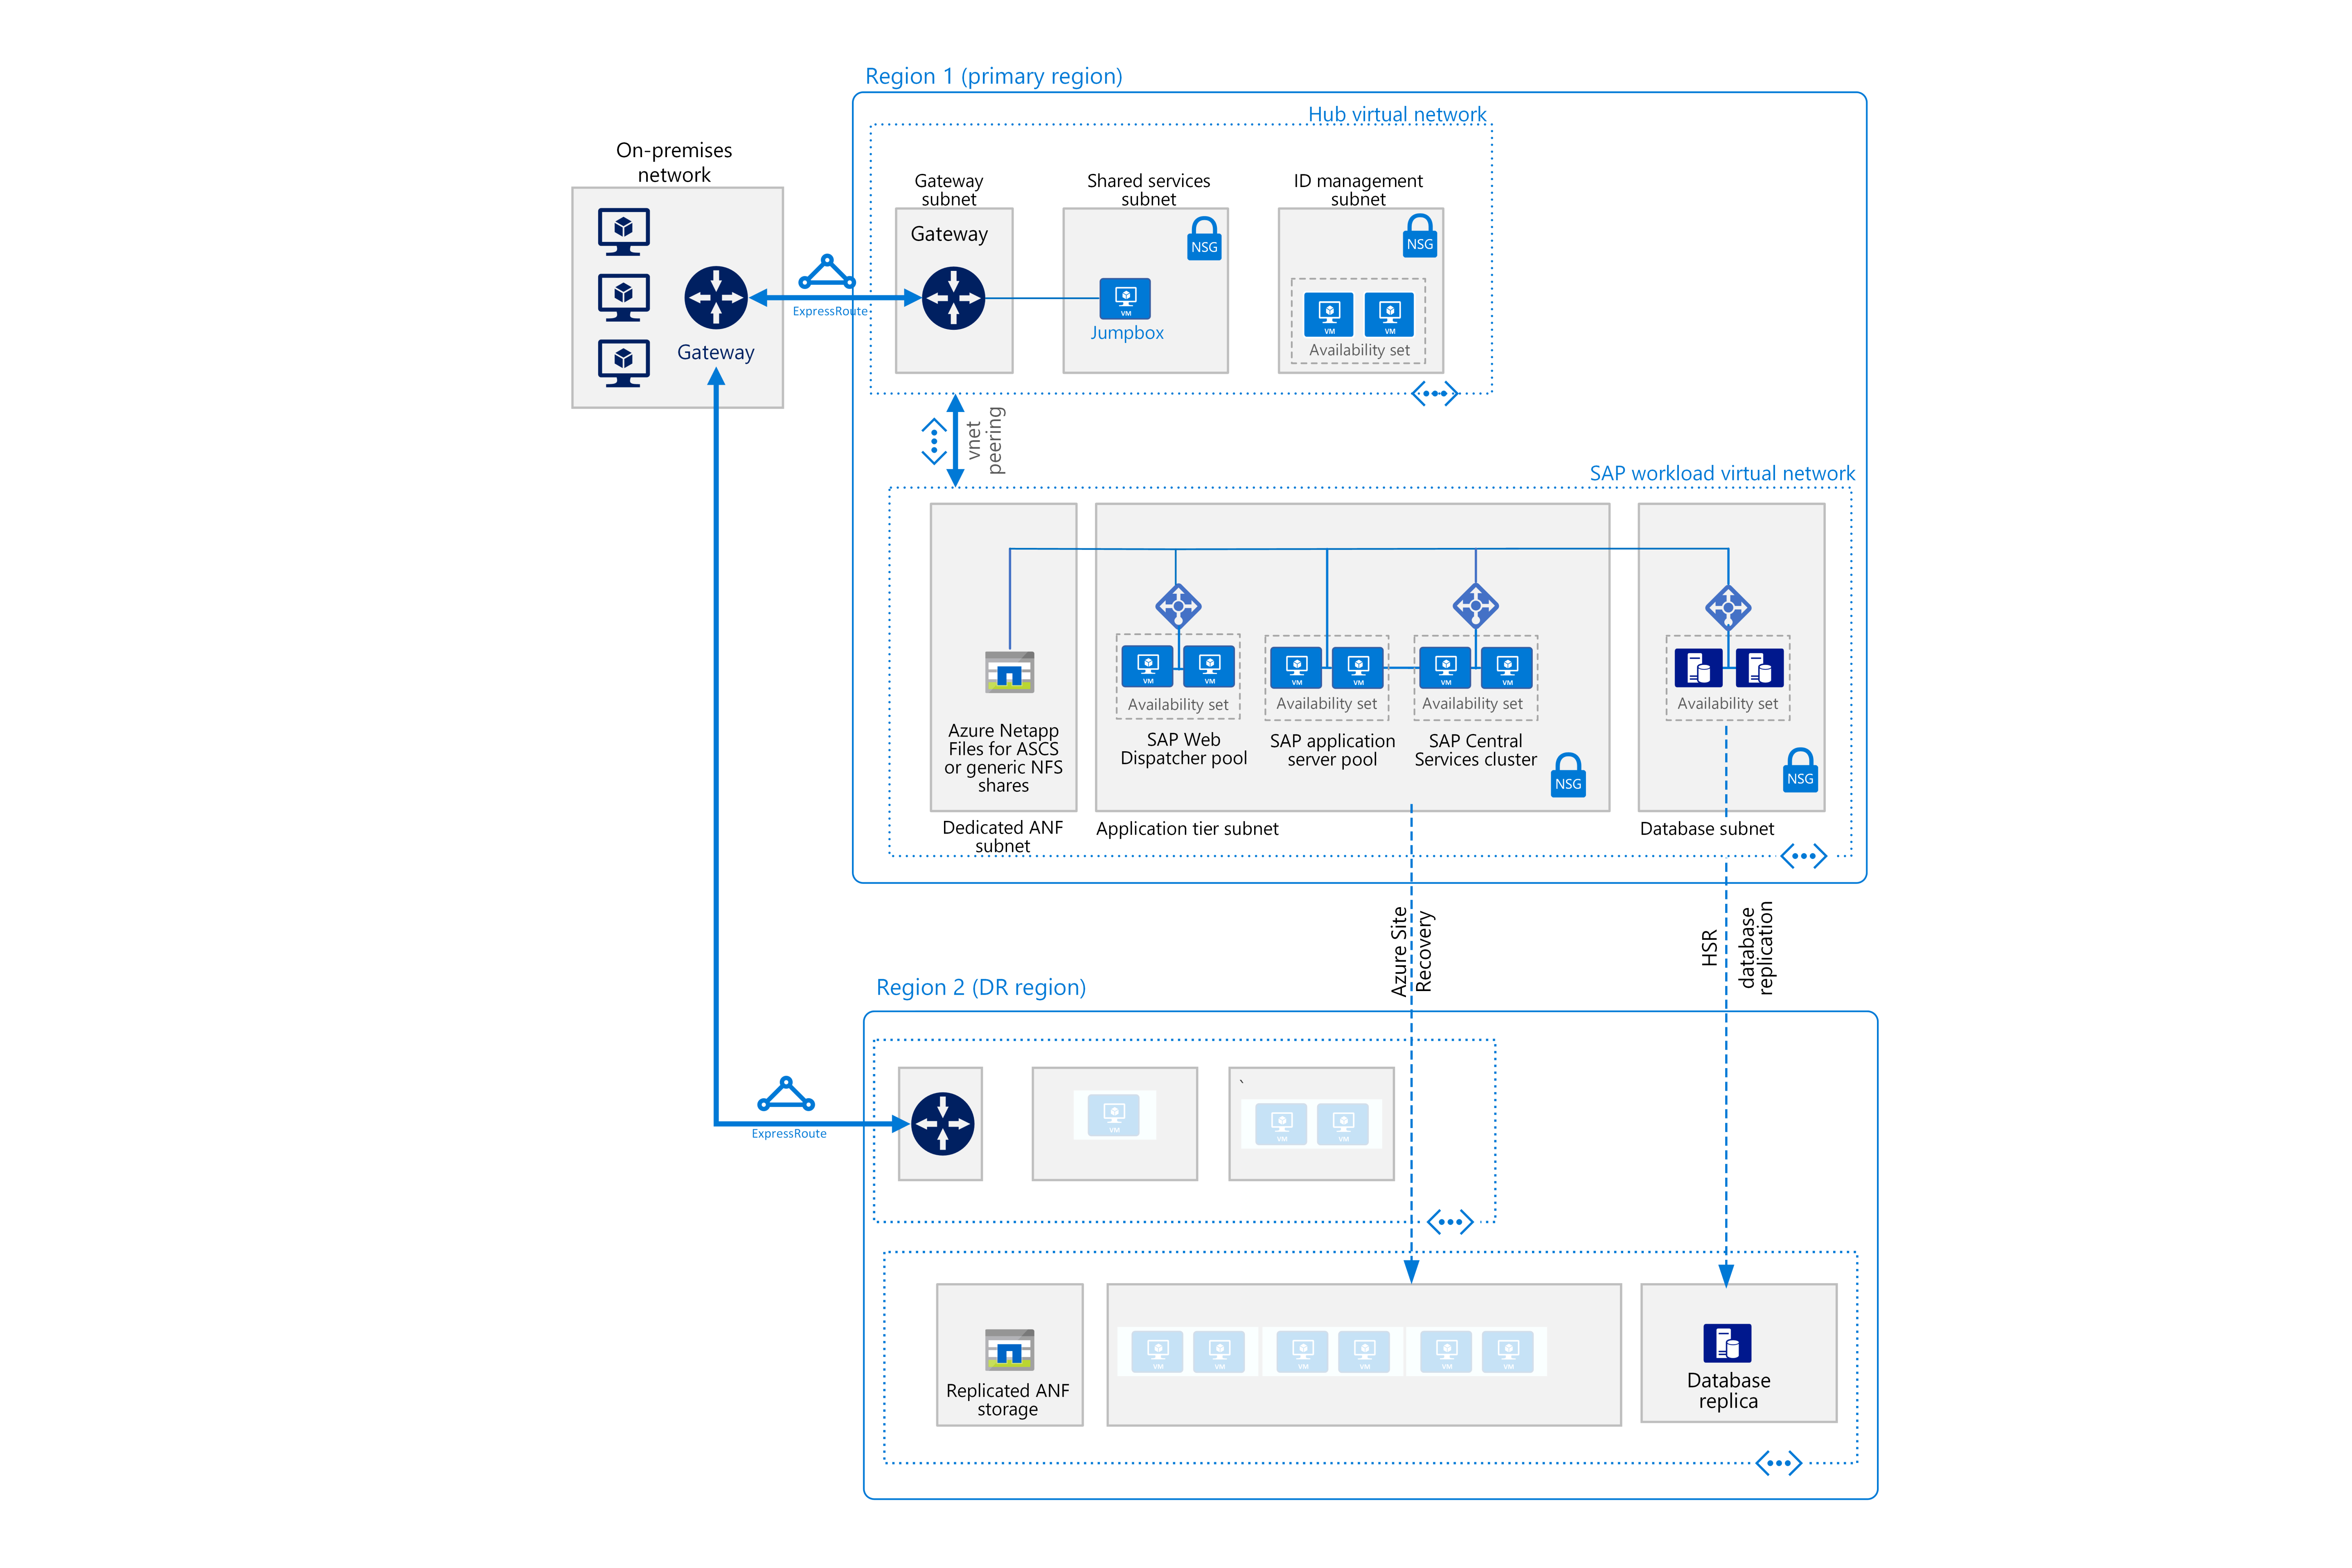 Region 1 (primary region)
Hub virtual network
On-premises
network
Gateway
ExpressRoute
Gateway
subnet
Gateway
Shared services
subnet
NSG
VM
Jumpbox
ID management
subnet
NSG
VM
VM
Availability set
vnet
peering
SAP workload virtual network
Azure Netapp
Files for ASCS
or generic NFS
shares
Dedicated ANF
subnet
VM
VM
Availability set
SAP Web
Dispatcher pool
VM
VM
Availability set
SAP application
server pool
VM
VM
Availability set
SAP Central
Services cluster
NSG
Application tier subnet
Availability set
NSG
Database subnet
Azure Site
Recovery
HSR
database
replication
Region 2 (DR region)
ExpressRoute
VM
`
VM
VM
Replicated ANF
storage
VM
VM
VM
VM
VM
VM
Database
replica